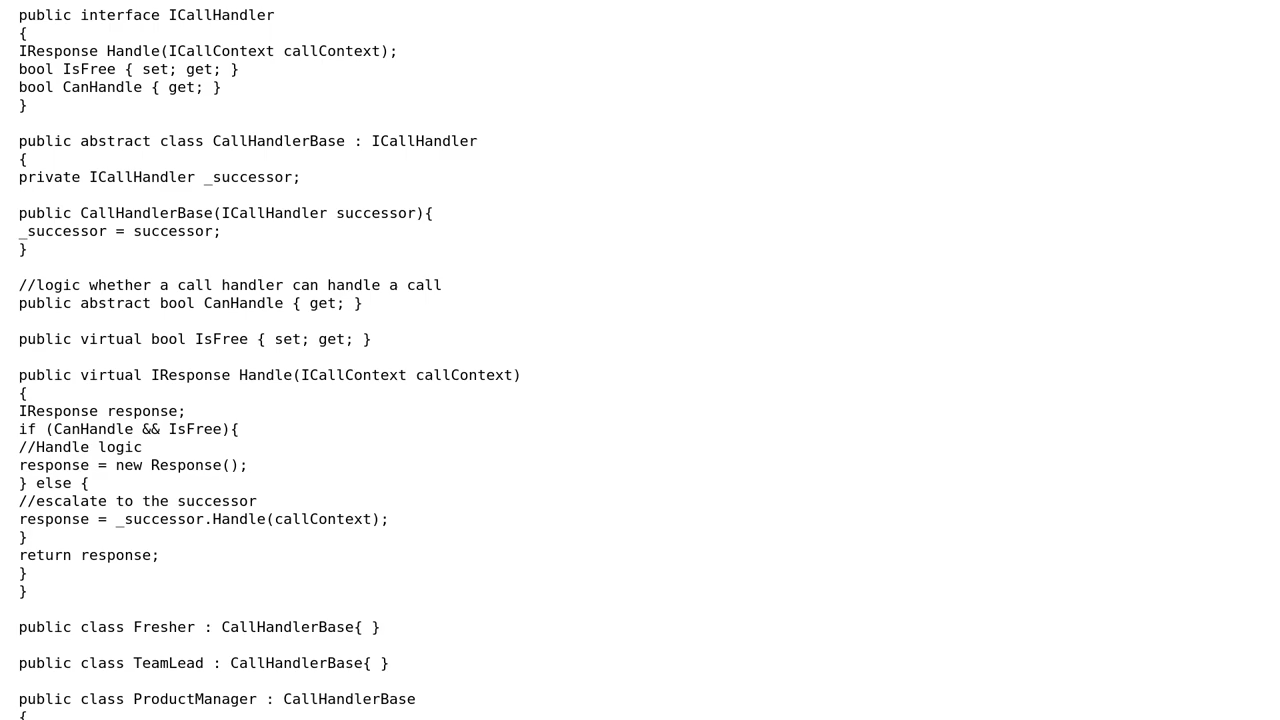 public interface ICallHandler
{
IResponse Handle(ICallContext callContext);
bool IsFree { set; get; }
bool CanHandle { get; }
}
public abstract class CallHandlerBase : ICallHandler
{
private ICallHandler _successor;
public CallHandlerBase(ICallHandler successor){
_successor = successor;
}
//logic whether a call handler can handle a call
public abstract bool CanHandle { get; }
public virtual bool IsFree { set; get; }
public virtual IResponse Handle(ICallContext callContext)
{
IResponse response;
if (CanHandle && IsFree){
//Handle logic
response = new Response();
} else {
//escalate to the successor
response = _successor.Handle(callContext);
}
return response;
}
}
public class Fresher : CallHandlerBase{ }
public class TeamLead : CallHandlerBase{ }
public class ProductManager : CallHandlerBase
{